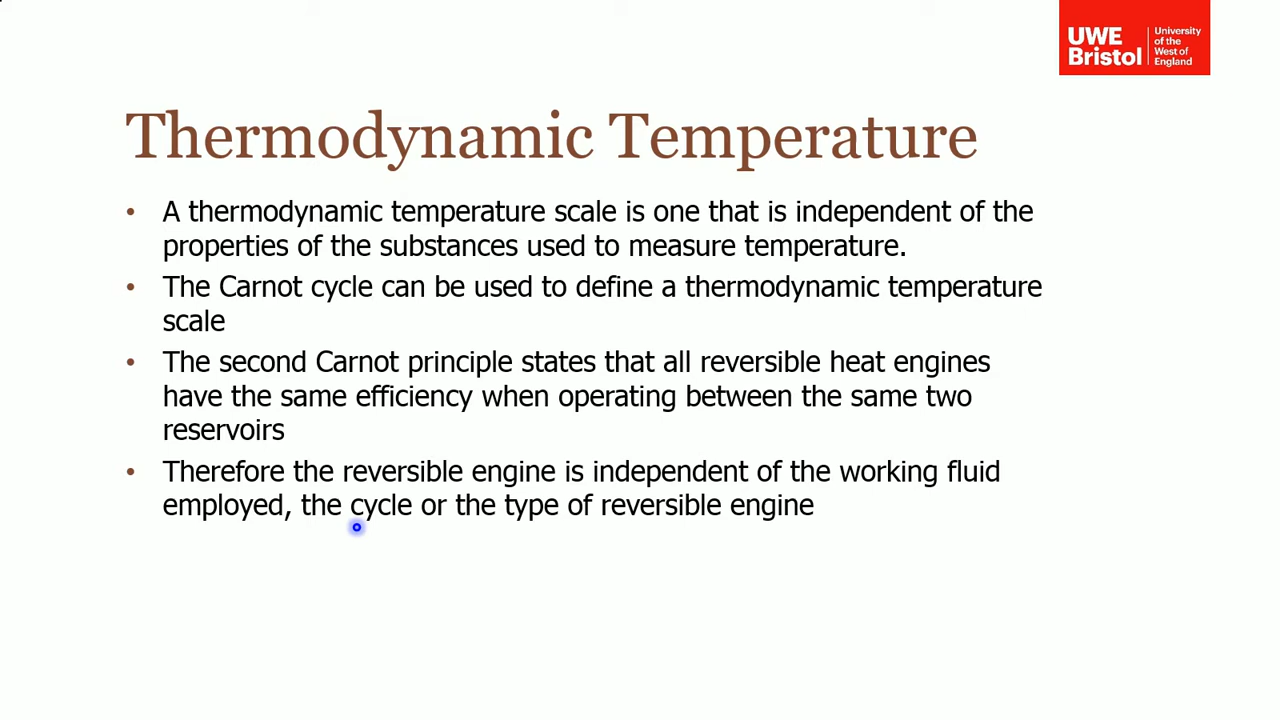 UWE
Bristol
University
of the
West of
England
Thermodynamic Temperature
• A thermodynamic temperature scale is one that is independent of the
properties of the substances used to measure temperature.
• The Carnot cycle can be used to define a thermodynamic temperature
scale
• The second Carnot principle states that all reversible heat engines
have the same efficiency when operating between the same two
reservoirs
• Therefore the reversible engine is independent of the working fluid
employed, the cycle or the type of reversible engine